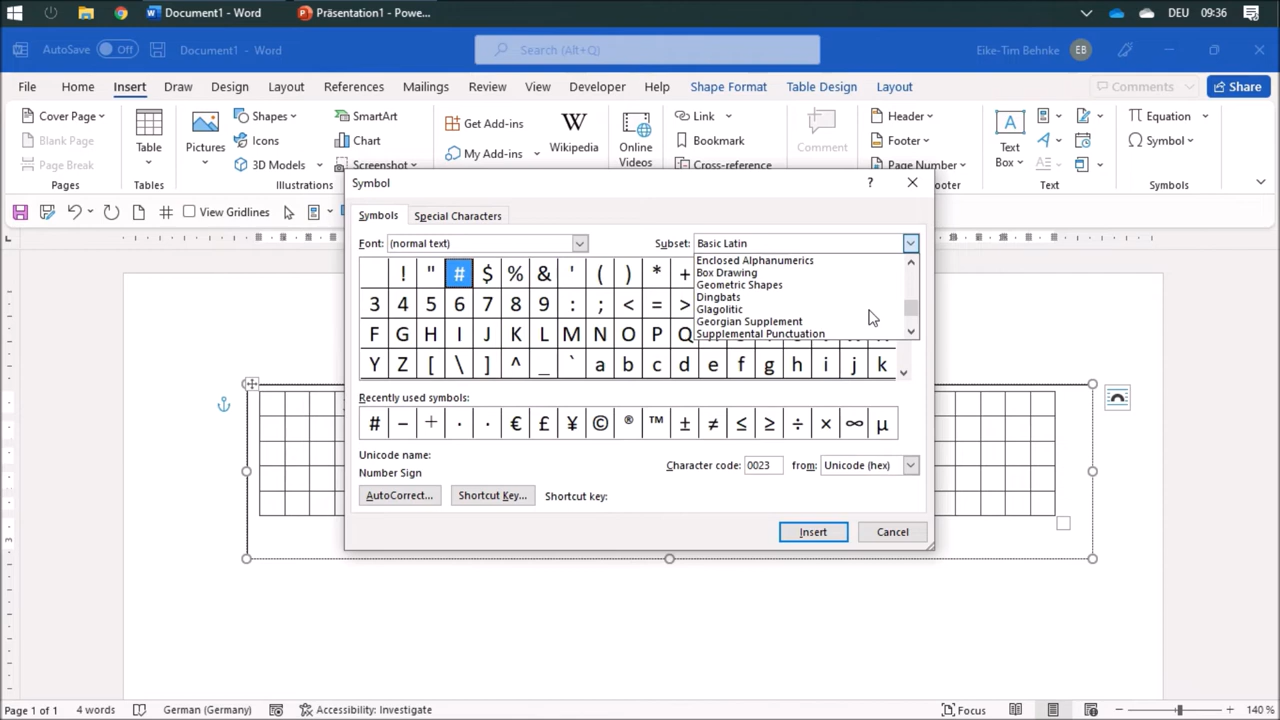 Document1 - Word
Präsentation1 - Powe...
DEU
09:36
AutoSave
Off
Document1 - Word
Search (Alt+Q)
Eike-Tim Behnke
EB
File Home Insert Draw Design Layout References Mailings Review View Developer Help Shape Format Table Design Layout
Comments
Share
Cover Page
Blank Page
Page Break
Pages
Table
Tables
Pictures
Shapes
Icons
3D Models
SmartArt
Chart
Screenshot
Illustrations
Get Add-ins
My Add-ins
W
Wikipedia
Online
Videos
Link
Bookmark
Cross-reference
Comment
Header
Footer
Page Number
Footer
A
Text
Box
Text
Equation
Symbol
Symbols
View Gridlines
Symbol
?
Symbols
Special Characters
Font: (normal text)
Subset: Basic Latin
Enclosed Alphanumerics
Box Drawing
Geometric Shapes
Dingbats
Glagolitic
Georgian Supplement
Supplemental Punctuation
! " # $ % & ' ( ) * +
3 4 5 6 7 8 9 : ; < = >
F G H I J K L M N O P Q
Y Z [ \ ] ^ _ ` a b c d e f g h i j k
Recently used symbols:
# − + · · € £ ¥ © ® ™ ± ≠ ≤ ≥ ÷ × ∞ µ
Unicode name:
Number Sign
Character code: 0023 from: Unicode (hex)
AutoCorrect...
Shortcut Key...
Shortcut key:
Insert
Cancel
Page 1 of 1
4 words
German (Germany)
Accessibility: Investigate
Focus
140 %